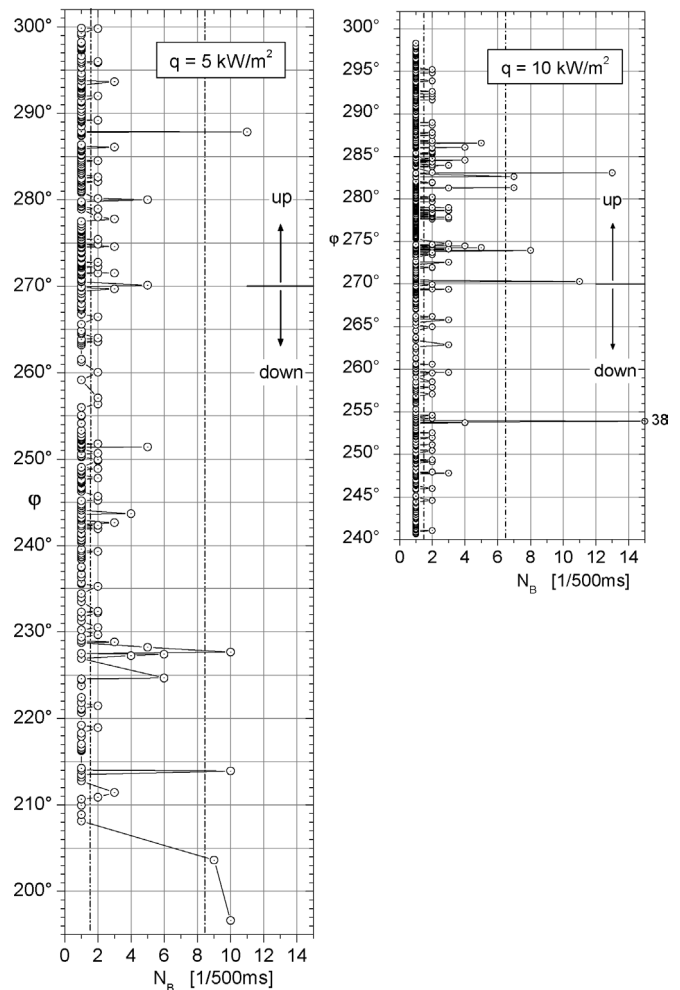 300°
290°
280°
270°
260°
250°
φ
240°
230°
220°
210°
200°
0 2 4 6 8 10 12 14
N_B [1/500ms]
q = 5 kW/m²
up
down
300°
295°
290°
285°
280°
275°
φ
270°
265°
260°
255°
250°
245°
240°
0 2 4 6 8 10 12 14
N_B [1/500ms]
q = 10 kW/m²
up
down
38